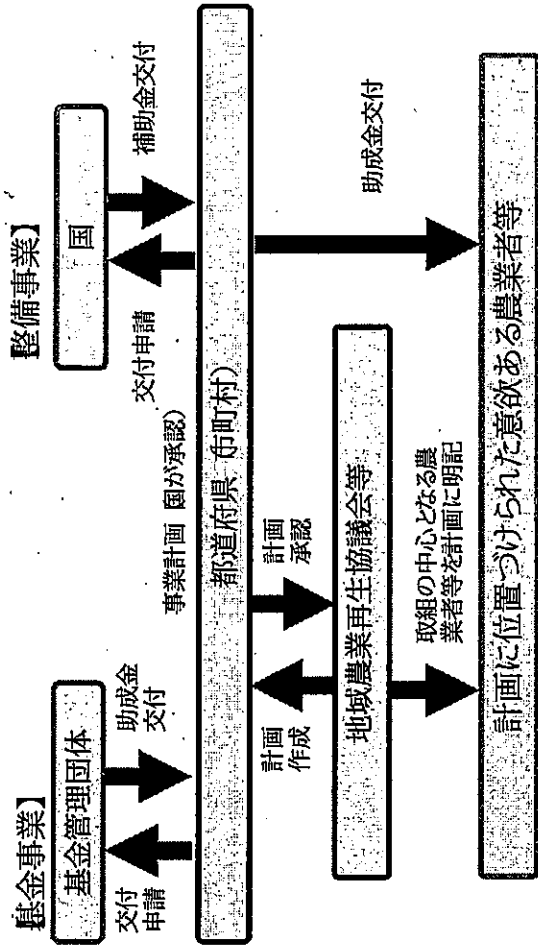 【基金事業】
基金管理団体
交付
申請
助成金
交付
【整備事業】
国
交付申請
補助金交付
事業計画 (国が承認)
都道府県 (市町村)
計画
作成
計画
承認
地域農業再生協議会等
取組の中心となる農
業者等を計画に明記
助成金交付
計画に位置づけられた意欲ある農業者等